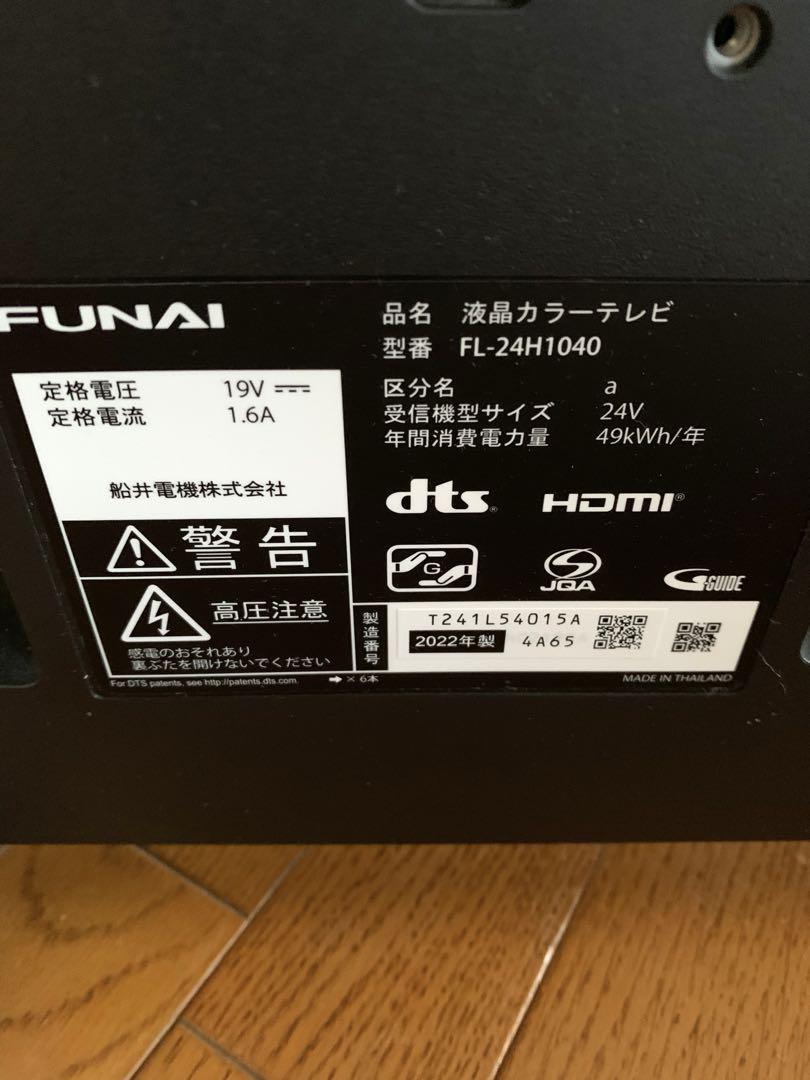 FUNAI
品名 液晶カラーテレビ
型番 FL-24H1040
定格電圧 19V
定格電流 1.6A
船井電機株式会社
区分名 a
受信機型サイズ 24V
年間消費電力量 49kWh/年
dts® HDMI®
G JQA G-GUIDE
警告
高圧注意
感電のおそれあり
裏ぶたを開けないでください
製造番号
T241L54015A
2022年製 4A65
For DTS patents, see http://patents.dts.com.
➡ × 6本
MADE IN THAILAND